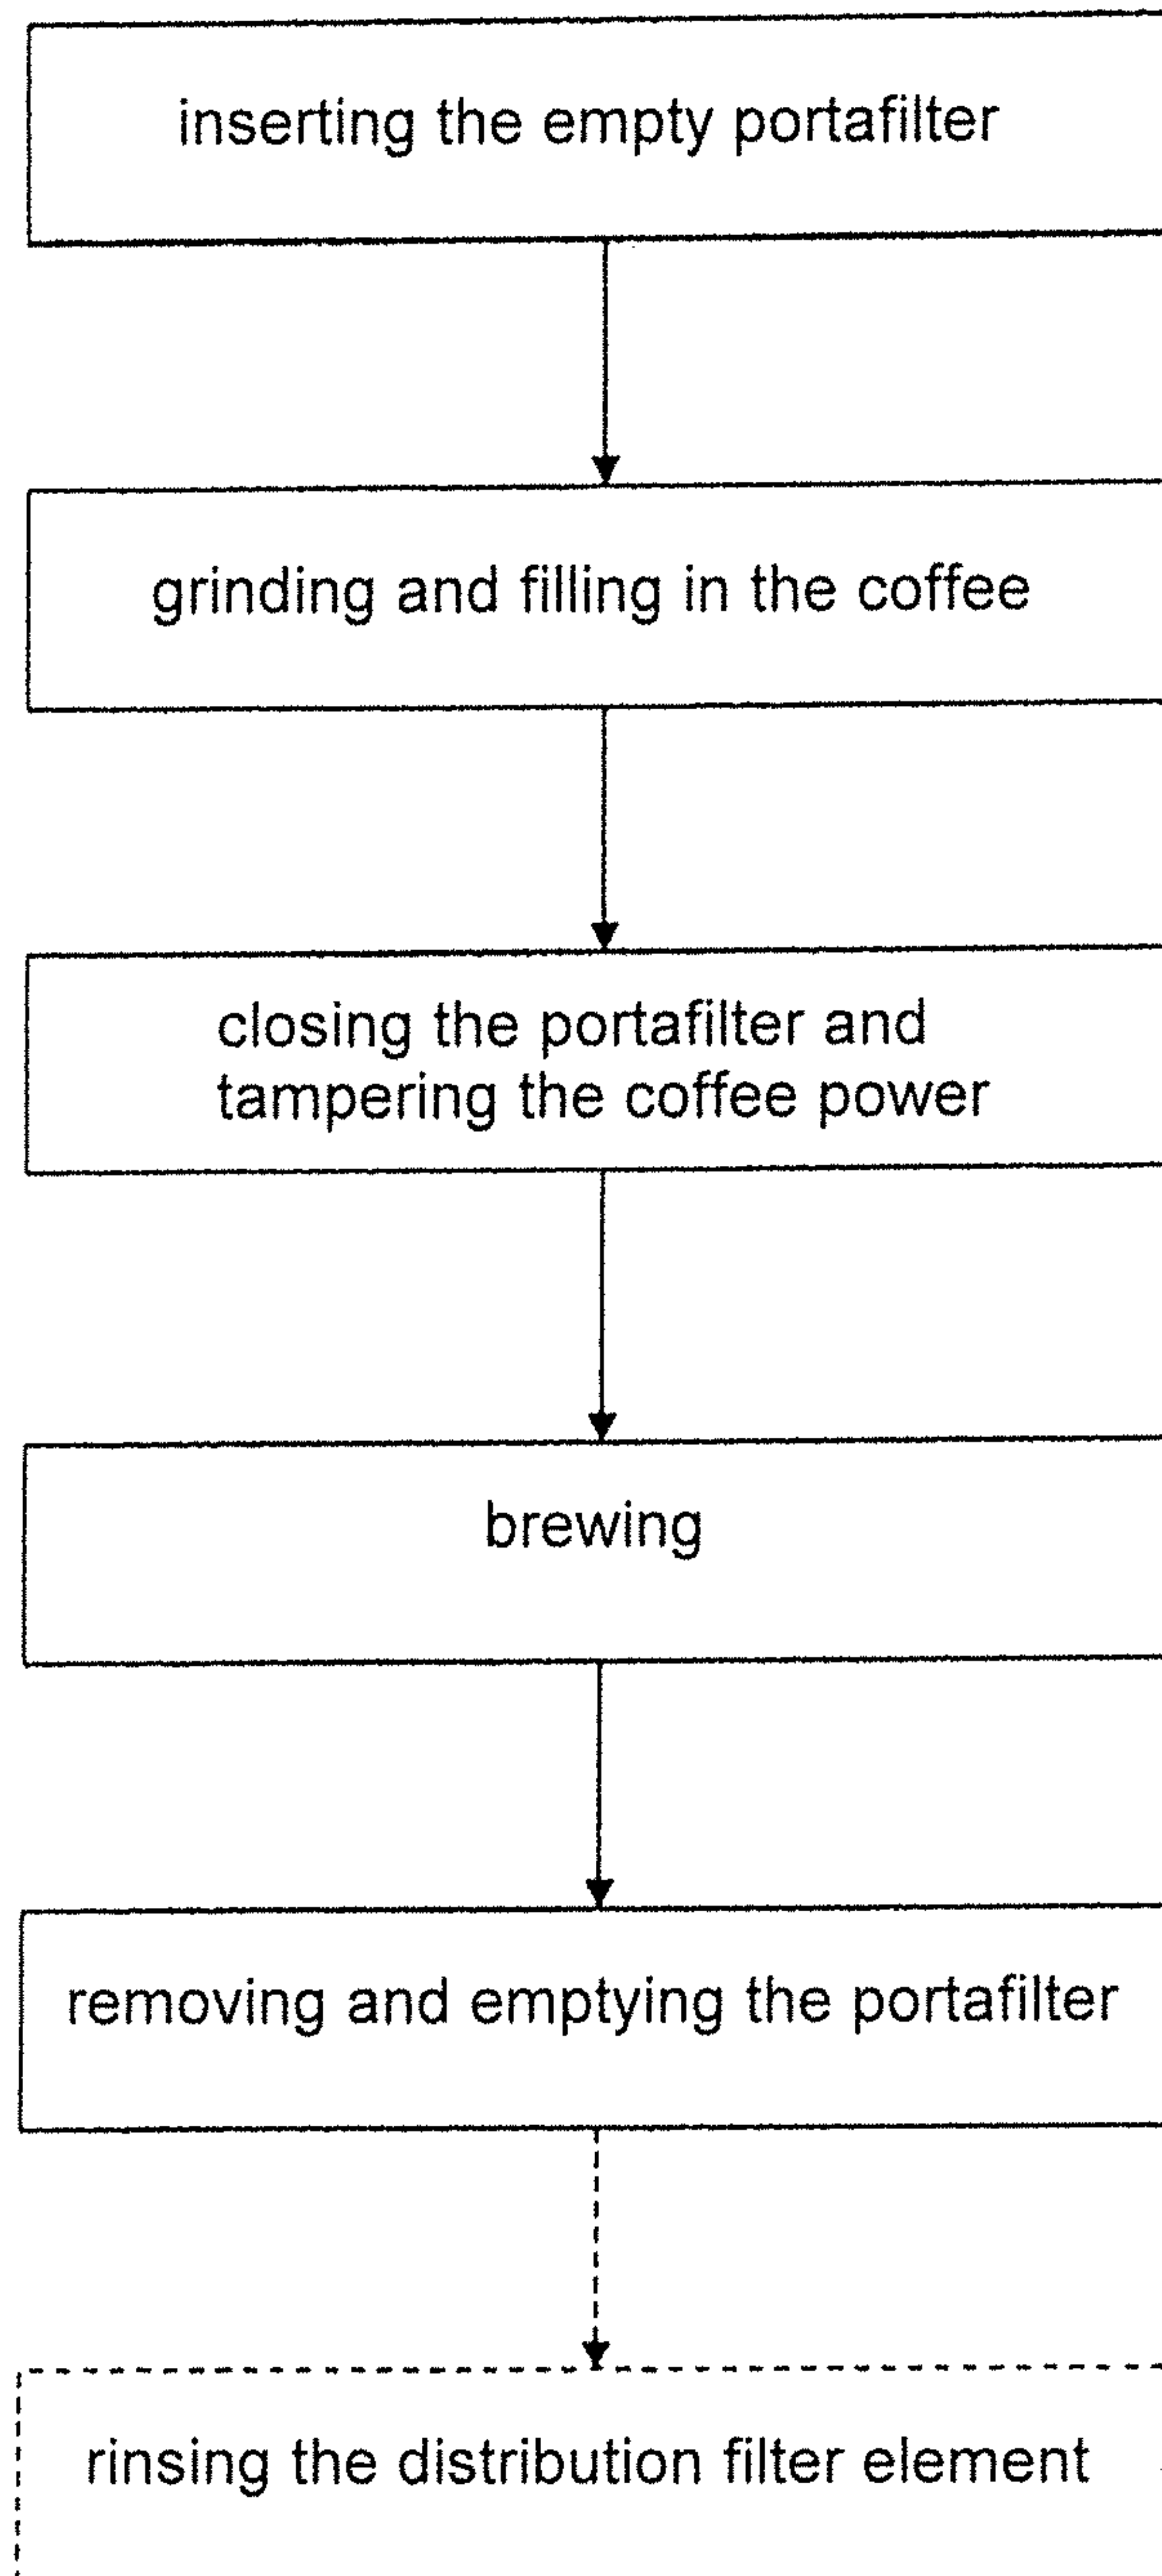 inserting the empty portafilter
grinding and filling in the coffee
closing the portafilter and
tampering the coffee power
brewing
removing and emptying the portafilter
rinsing the distribution filter element